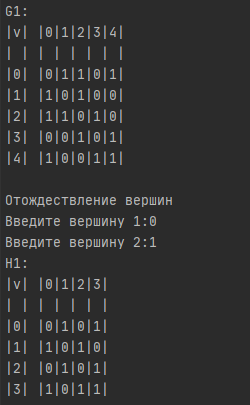 G1:
|v| |0|1|2|3|4|
| | | | | | | |
|0| |0|1|1|0|1|
|1| |1|0|1|0|0|
|2| |1|1|0|1|0|
|3| |0|0|1|0|1|
|4| |1|0|0|1|1|
Отождествление вершин
Введите вершину 1:0
Введите вершину 2:1
H1:
|v| |0|1|2|3|
| | | | | | |
|0| |0|1|0|1|
|1| |1|0|1|0|
|2| |0|1|0|1|
|3| |1|0|1|1|